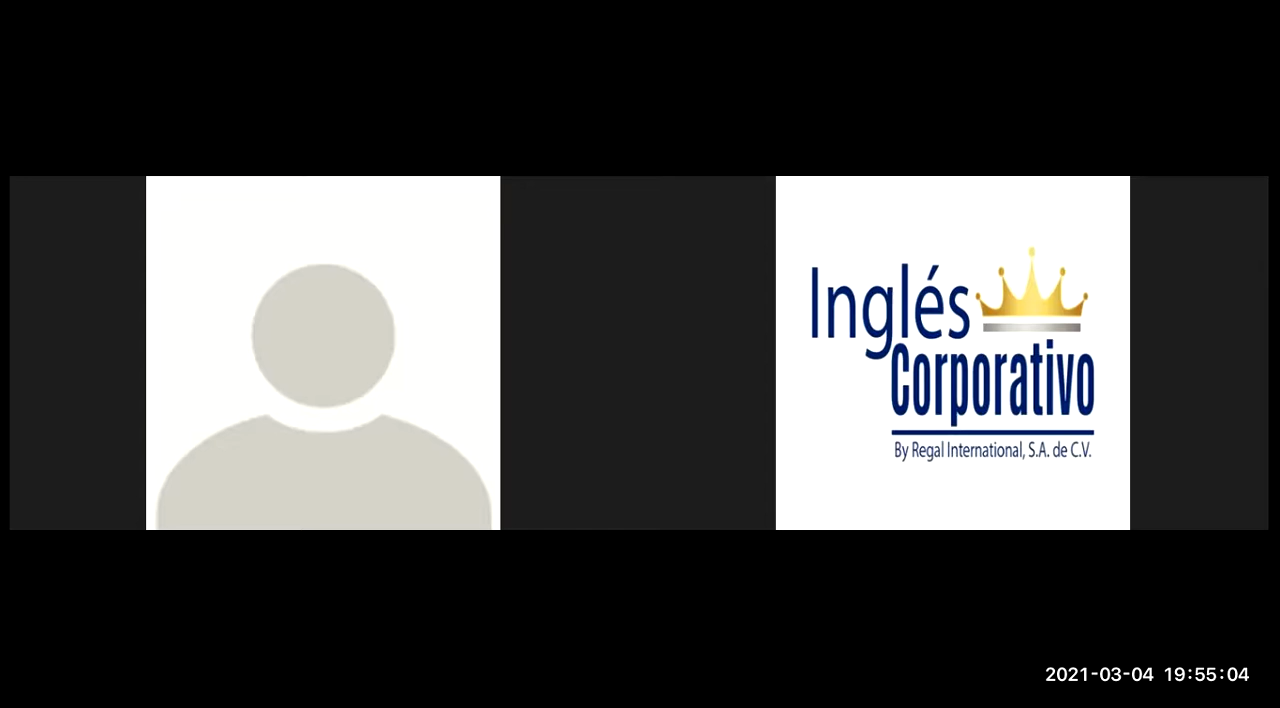 Inglés
Corporativo
By Regal International, S.A. de C.V.
2021-03-04 19:55:04